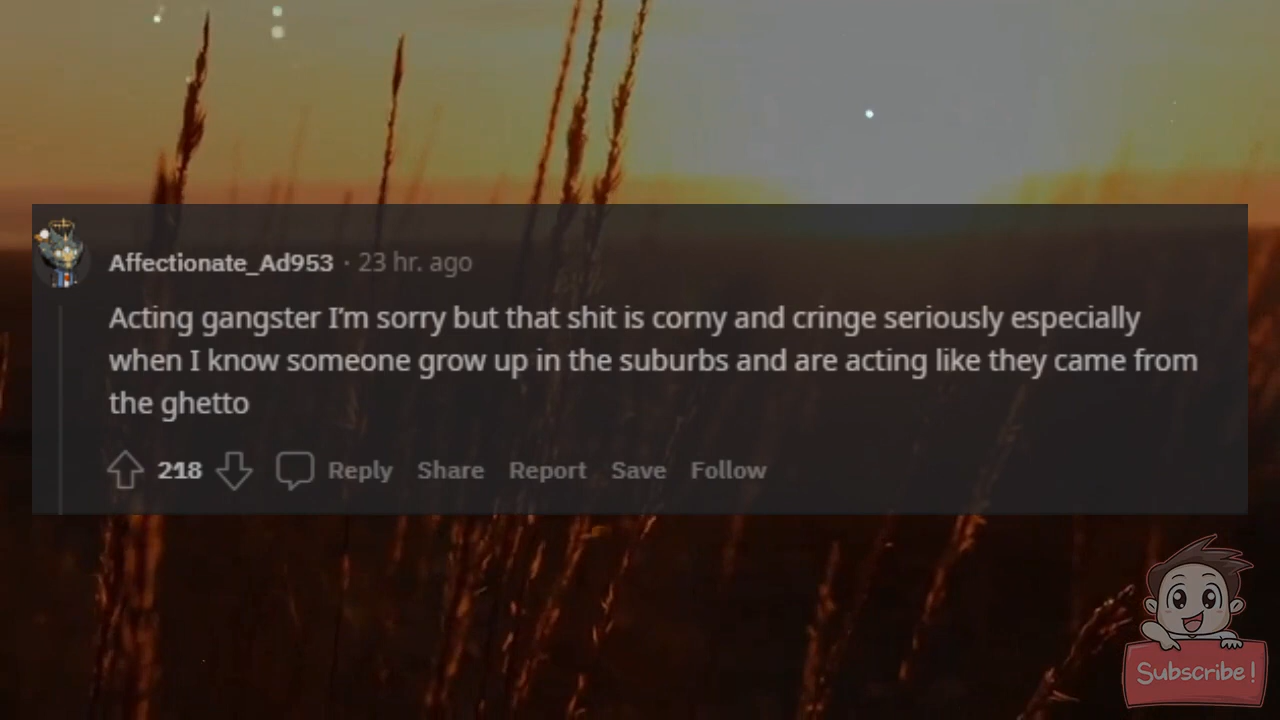 Affectionate_Ad953 · 23 hr. ago
Acting gangster I'm sorry but that shit is corny and cringe seriously especially
when I know someone grow up in the suburbs and are acting like they came from
the ghetto
218 Reply Share Report Save Follow
Subscribe!